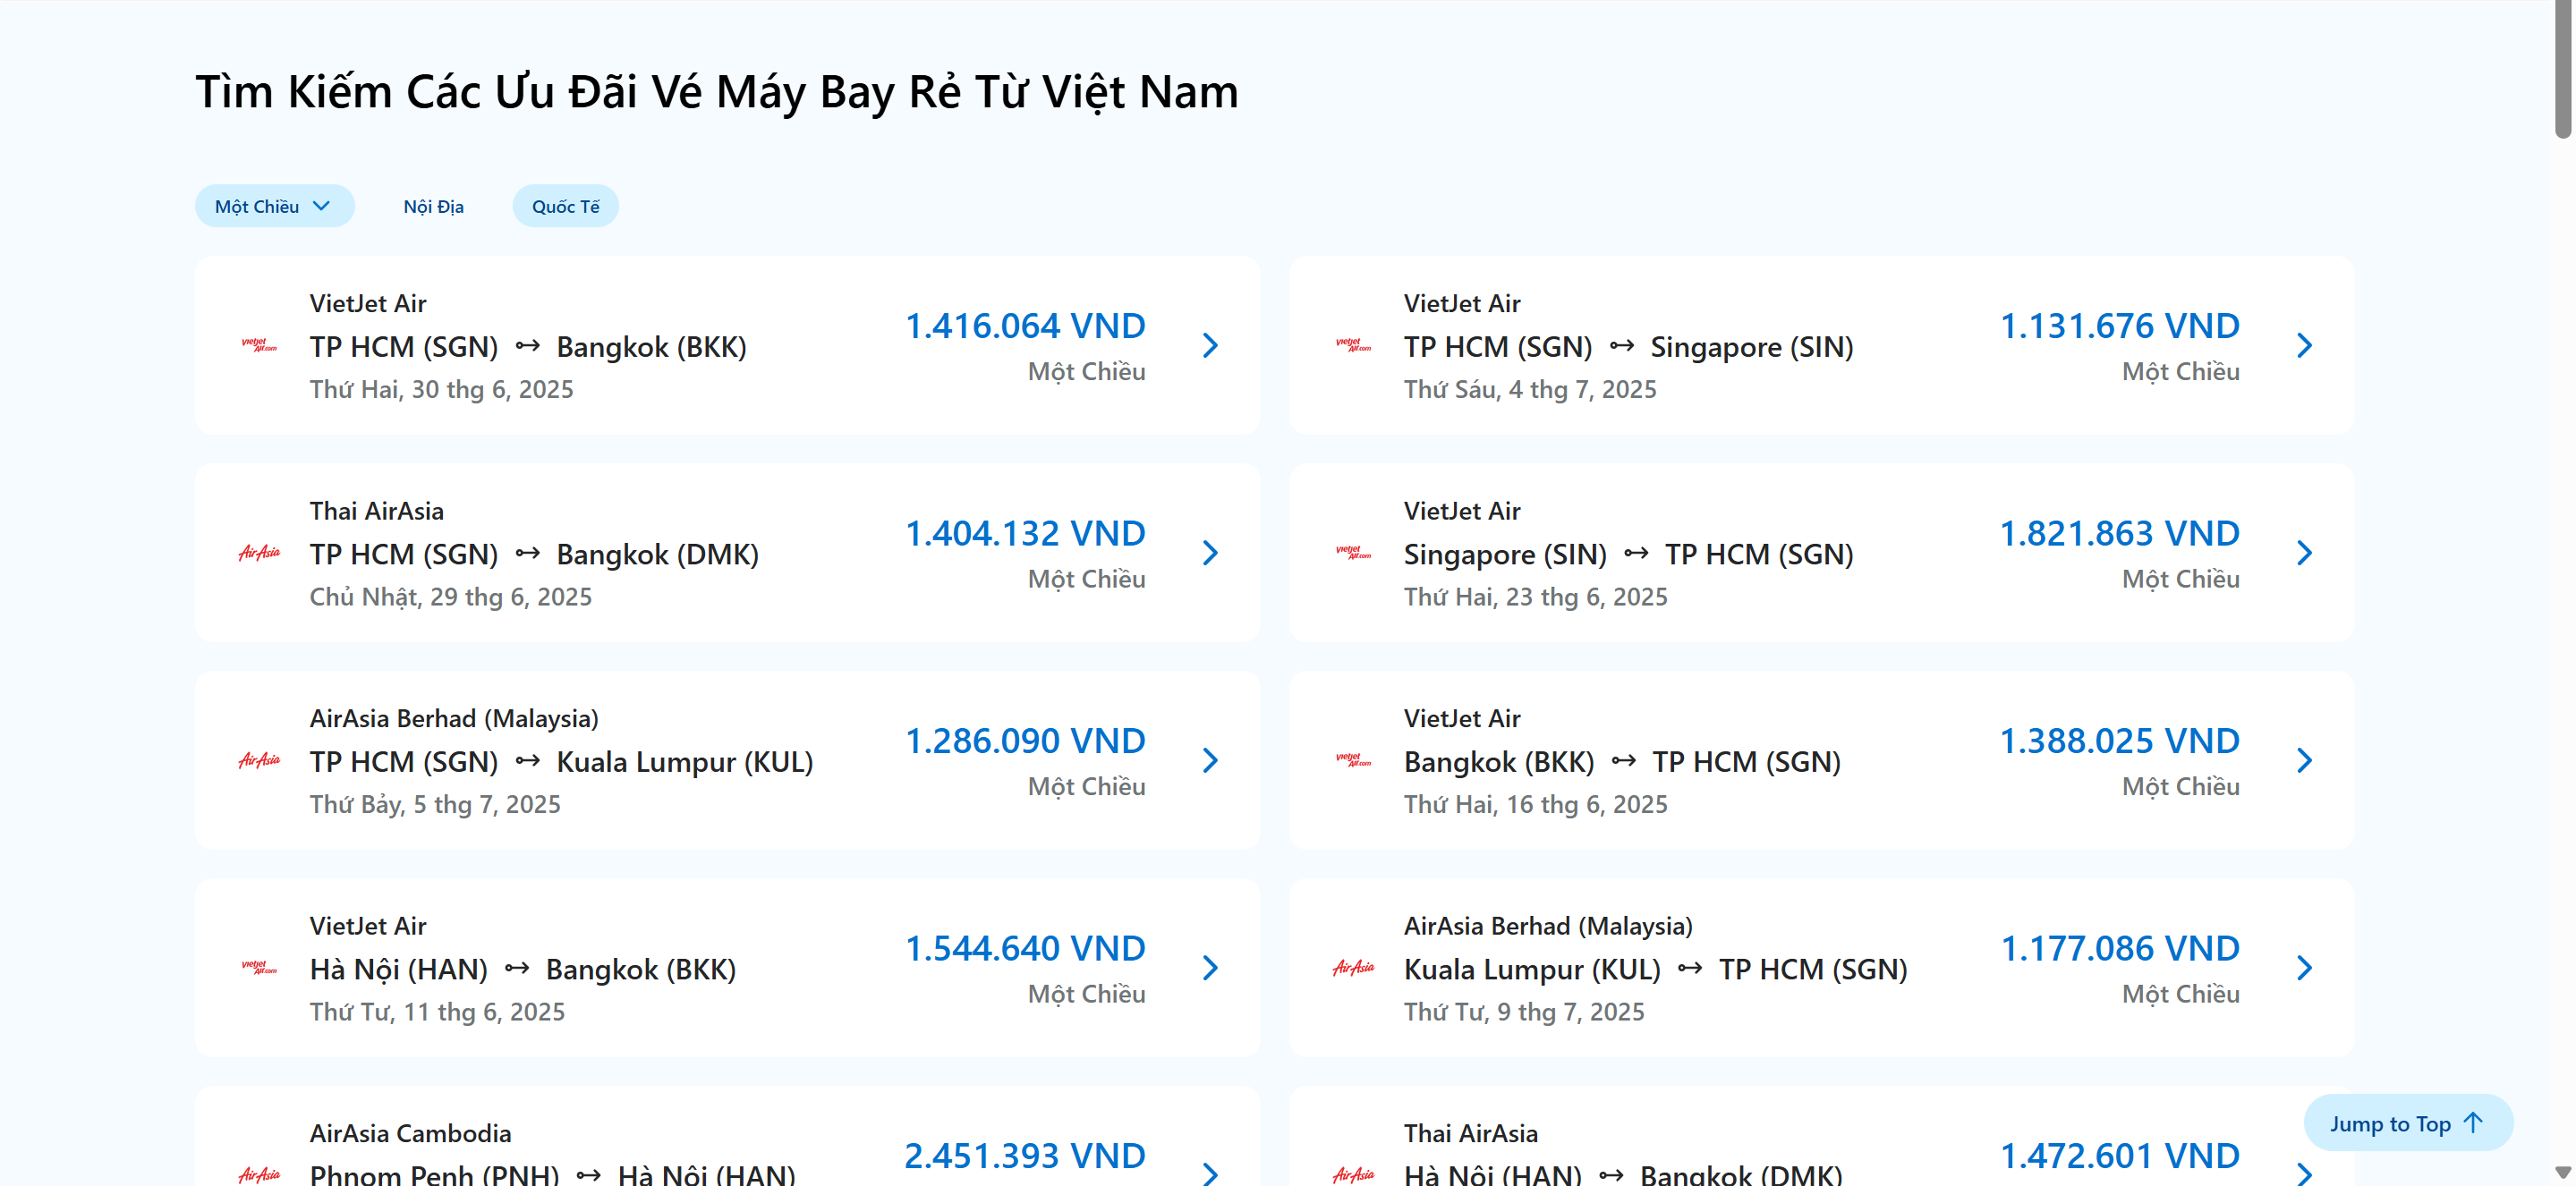 Tìm Kiếm Các Ưu Đãi Vé Máy Bay Rẻ Từ Việt Nam
Một Chiều
Nội Địa
Quốc Tế
VietJet Air
TP HCM (SGN) Bangkok (BKK)
Thứ Hai, 30 thg 6, 2025
1.416.064 VND
Một Chiều
VietJet Air
TP HCM (SGN) Singapore (SIN)
Thứ Sáu, 4 thg 7, 2025
1.131.676 VND
Một Chiều
Thai AirAsia
TP HCM (SGN) Bangkok (DMK)
Chủ Nhật, 29 thg 6, 2025
1.404.132 VND
Một Chiều
VietJet Air
Singapore (SIN) TP HCM (SGN)
Thứ Hai, 23 thg 6, 2025
1.821.863 VND
Một Chiều
AirAsia Berhad (Malaysia)
TP HCM (SGN) Kuala Lumpur (KUL)
Thứ Bảy, 5 thg 7, 2025
1.286.090 VND
Một Chiều
VietJet Air
Bangkok (BKK) TP HCM (SGN)
Thứ Hai, 16 thg 6, 2025
1.388.025 VND
Một Chiều
VietJet Air
Hà Nội (HAN) Bangkok (BKK)
Thứ Tư, 11 thg 6, 2025
1.544.640 VND
Một Chiều
AirAsia Berhad (Malaysia)
Kuala Lumpur (KUL) TP HCM (SGN)
Thứ Tư, 9 thg 7, 2025
1.177.086 VND
Một Chiều
AirAsia Cambodia
Phnom Penh (PNH) Hà Nội (HAN)
2.451.393 VND
Thai AirAsia
Hà Nội (HAN) Bangkok (DMK)
1.472.601 VND
Jump to Top